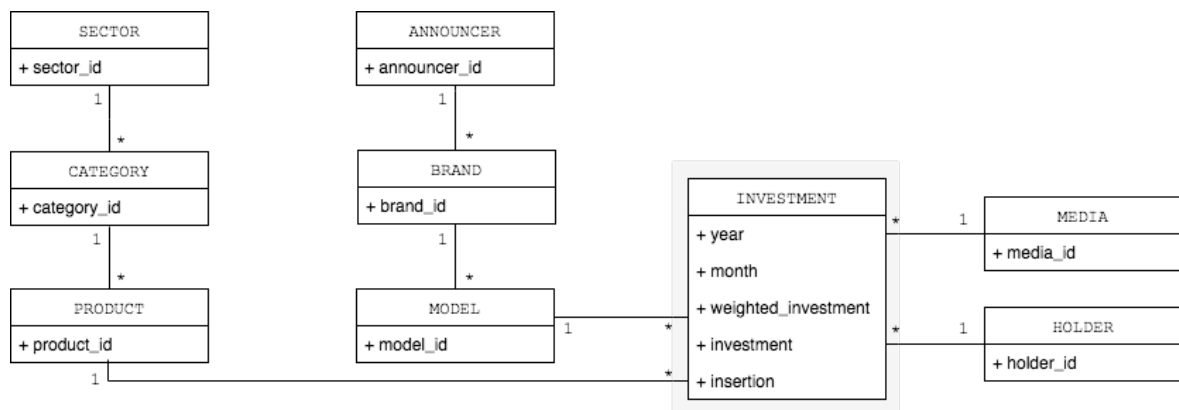 SECTOR
+ sector_id
1
*
CATEGORY
+ category_id
1
*
PRODUCT
+ product_id
1
*
ANNOUNCER
+ announcer_id
1
*
BRAND
+ brand_id
1
*
MODEL
+ model_id
1
*
INVESTMENT
+ year
+ month
+ weighted_investment
+ investment
+ insertion
*
1
MEDIA
+ media_id
*
1
HOLDER
+ holder_id